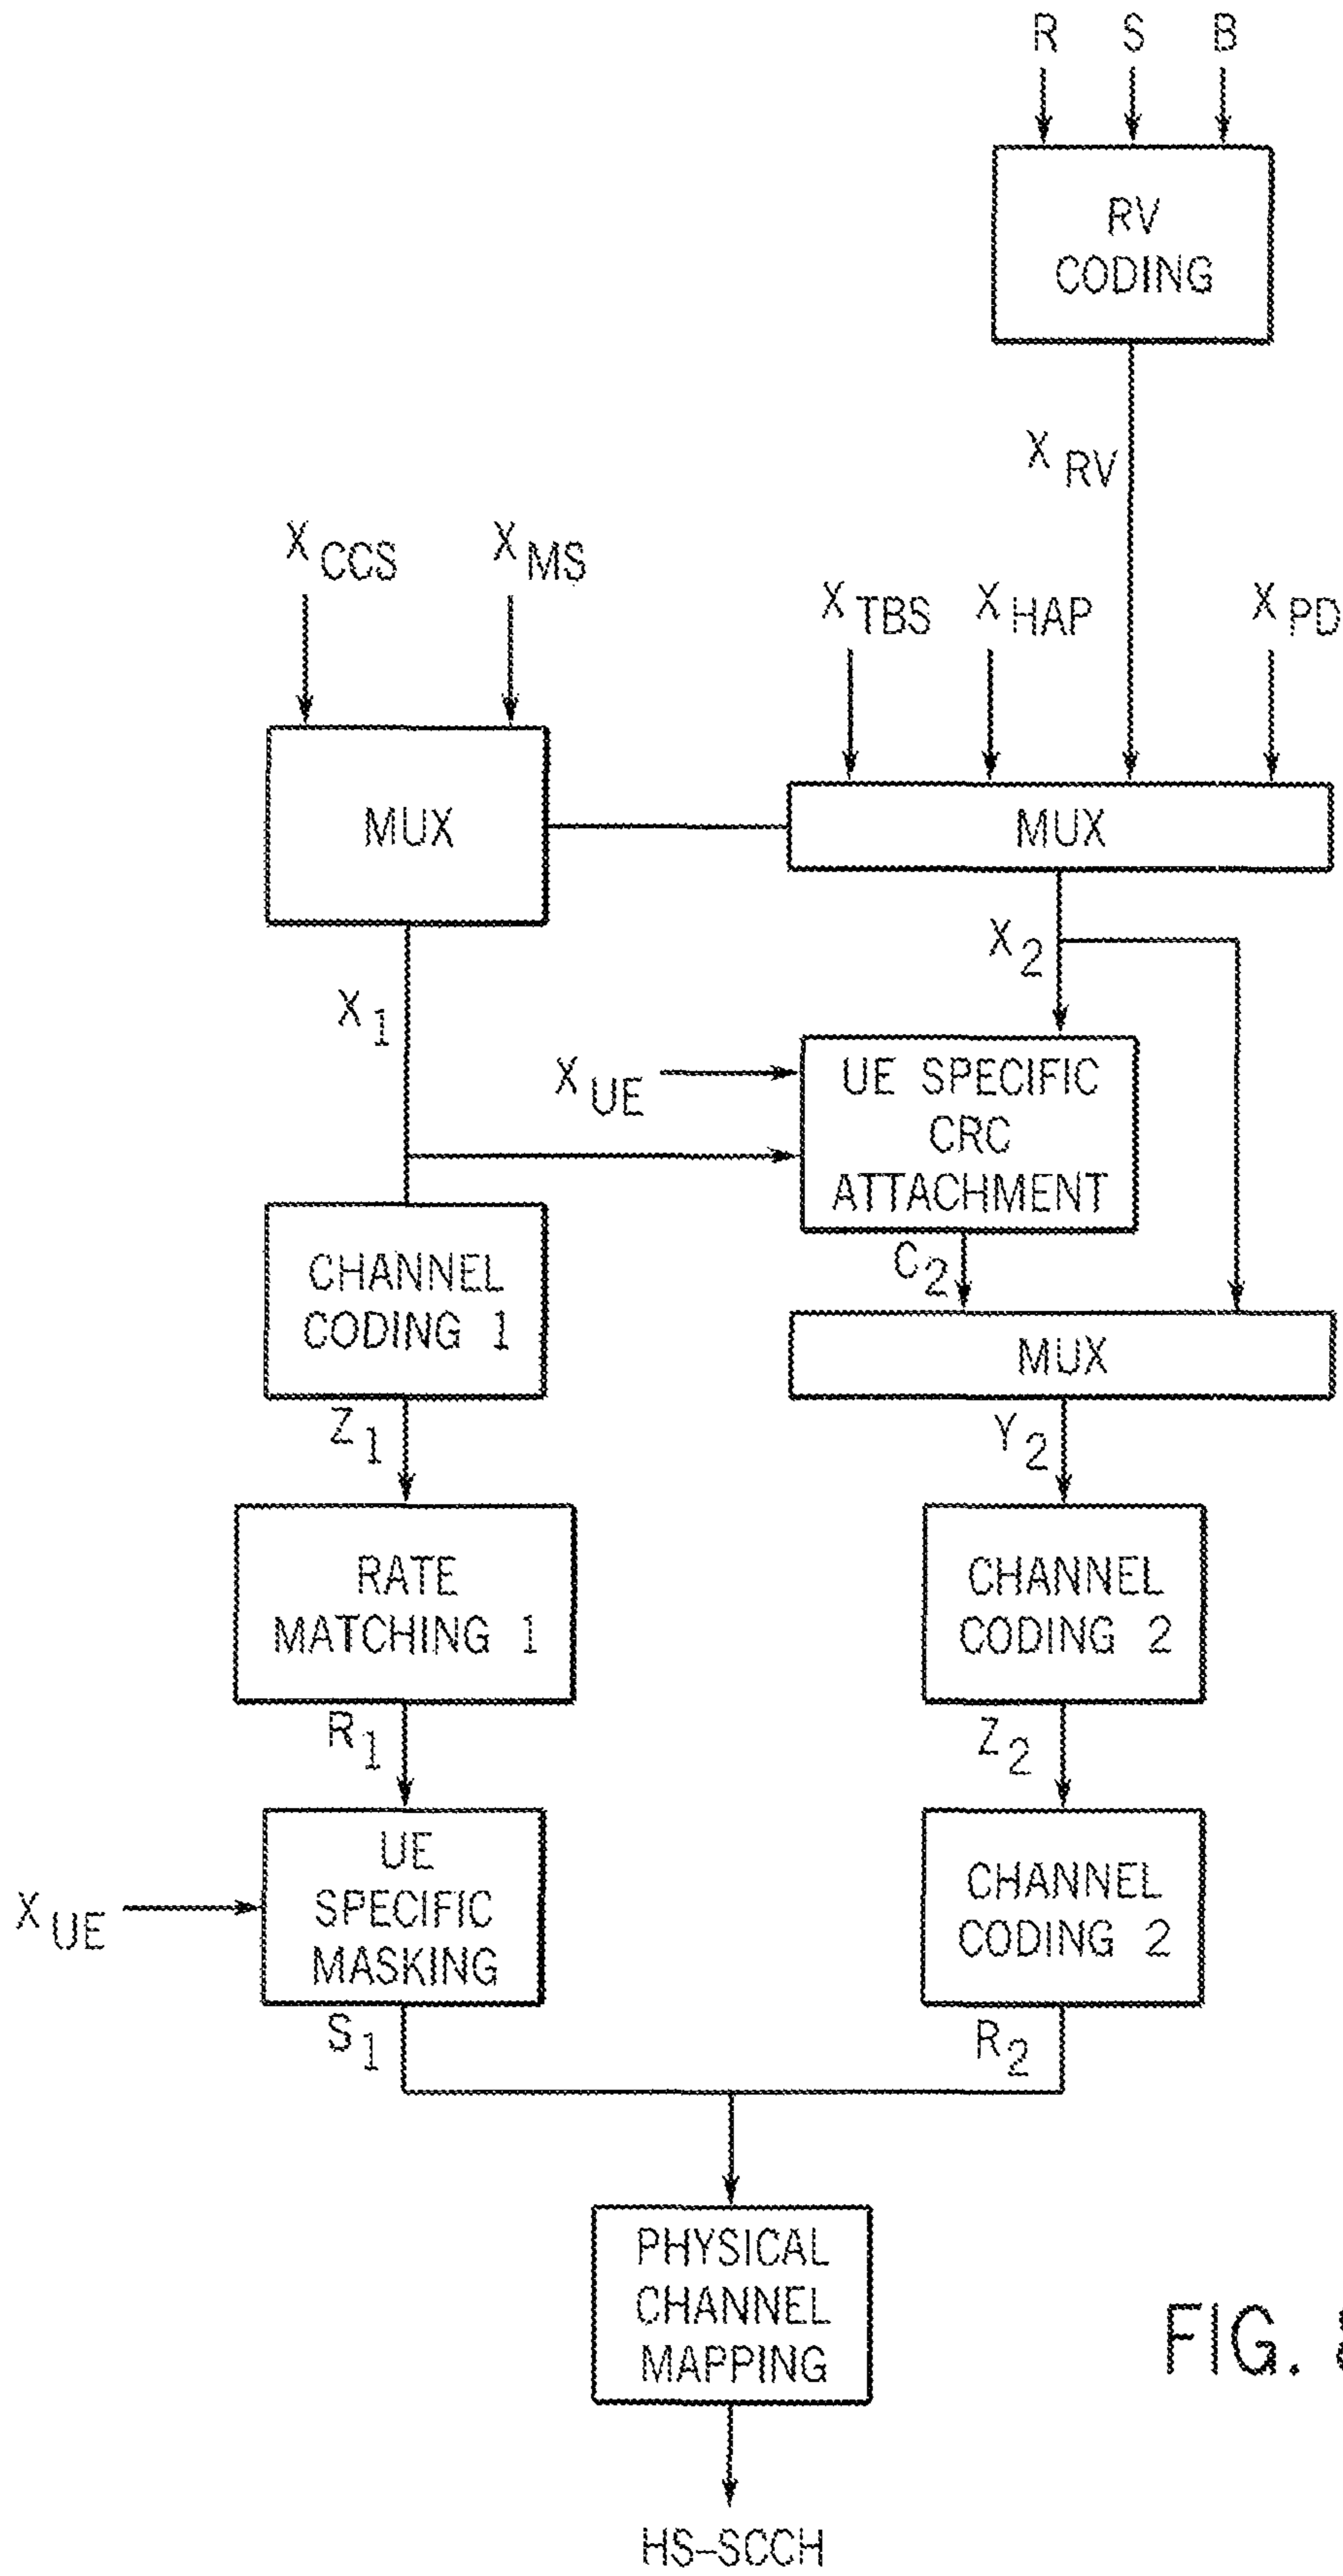 R S B
RV
CODING
X RV
X CCS X MS
X TBS X HAP X PD
MUX
MUX
X 2
X 1
X UE
UE SPECIFIC
CRC
ATTACHMENT
C 2
CHANNEL
CODING 1
MUX
Z 1
Y 2
RATE
MATCHING 1
CHANNEL
CODING 2
R 1
Z 2
UE
SPECIFIC
MASKING
X UE
CHANNEL
CODING 2
S 1
R 2
PHYSICAL
CHANNEL
MAPPING
FIG.
HS-SCCH